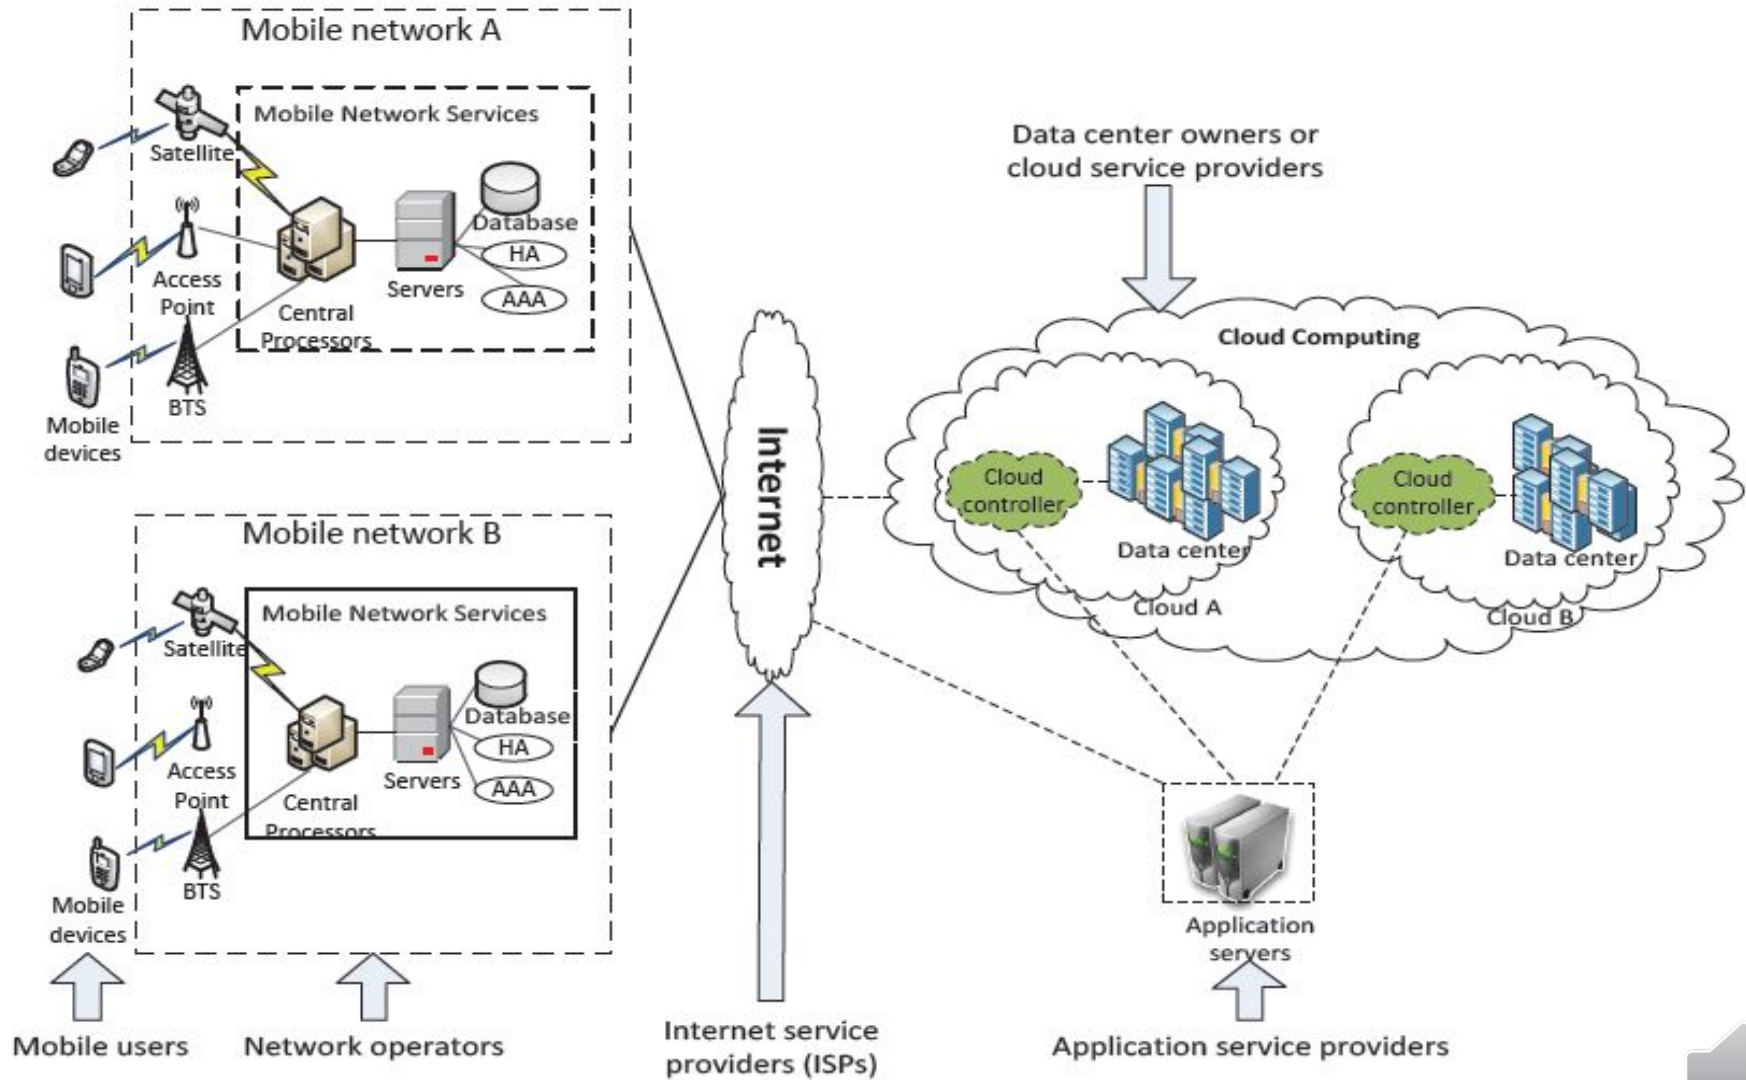 Mobile network A
Mobile Network Services
Satellite
Database
HA
AAA
Servers
Access
Point
Central
Processors
BTS
Mobile
devices
Mobile network B
Mobile Network Services
Satellite
Database
HA
AAA
Servers
Access
Point
Central
Processors
BTS
Mobile
devices
Mobile users
Network operators
Internet
Internet service
providers (ISPs)
Data center owners or
cloud service providers
Cloud Computing
Cloud
controller
Data center
Cloud A
Cloud
controller
Data center
Cloud B
Application
servers
Application service providers